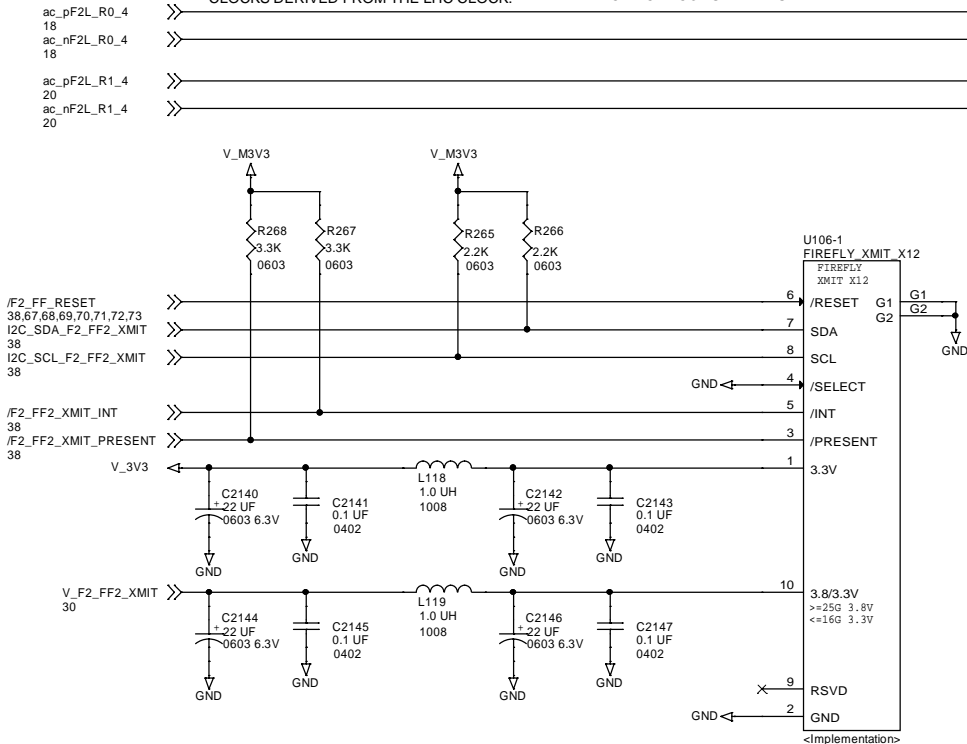 CLOCKS DERIVED FROM THE LHC CLOCK.
ac_pF2L_R0_4
18
ac_nF2L_R0_4
18
ac_pF2L_R1_4
20
ac_nF2L_R1_4
20
V_M3V3
V_M3V3
R268
3.3K
0603
R267
3.3K
0603
R265
2.2K
0603
R266
2.2K
0603
U106-1
FIREFLY_XMIT_X12
FIREFLY
XMIT X12
/F2_FF_RESET
38,67,68,69,70,71,72,73
6
/RESET
G1
G1
G2
G2
GND
I2C_SDA_F2_FF2_XMIT
38
7
SDA
I2C_SCL_F2_FF2_XMIT
38
8
SCL
GND
4
/SELECT
/F2_FF2_XMIT_INT
38
5
/INT
/F2_FF2_XMIT_PRESENT
38
3
/PRESENT
V_3V3
1
3.3V
L118
1.0 UH
1008
C2140
+ 22 UF
0603 6.3V
GND
C2141
0.1 UF
0402
GND
C2142
+ 22 UF
0603 6.3V
GND
C2143
0.1 UF
0402
GND
V_F2_FF2_XMIT
30
10
3.8/3.3V
>=25G 3.8V
<=16G 3.3V
L119
1.0 UH
1008
C2144
+ 22 UF
0603 6.3V
GND
C2145
0.1 UF
0402
GND
C2146
+ 22 UF
0603 6.3V
GND
C2147
0.1 UF
0402
GND
9
RSVD
GND
2
GND
<Implementation>